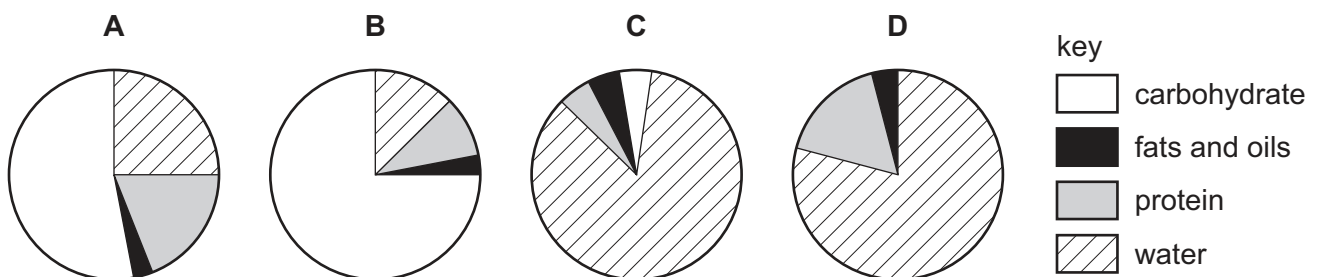 A B C D
key
carbohydrate
fats and oils
protein
water